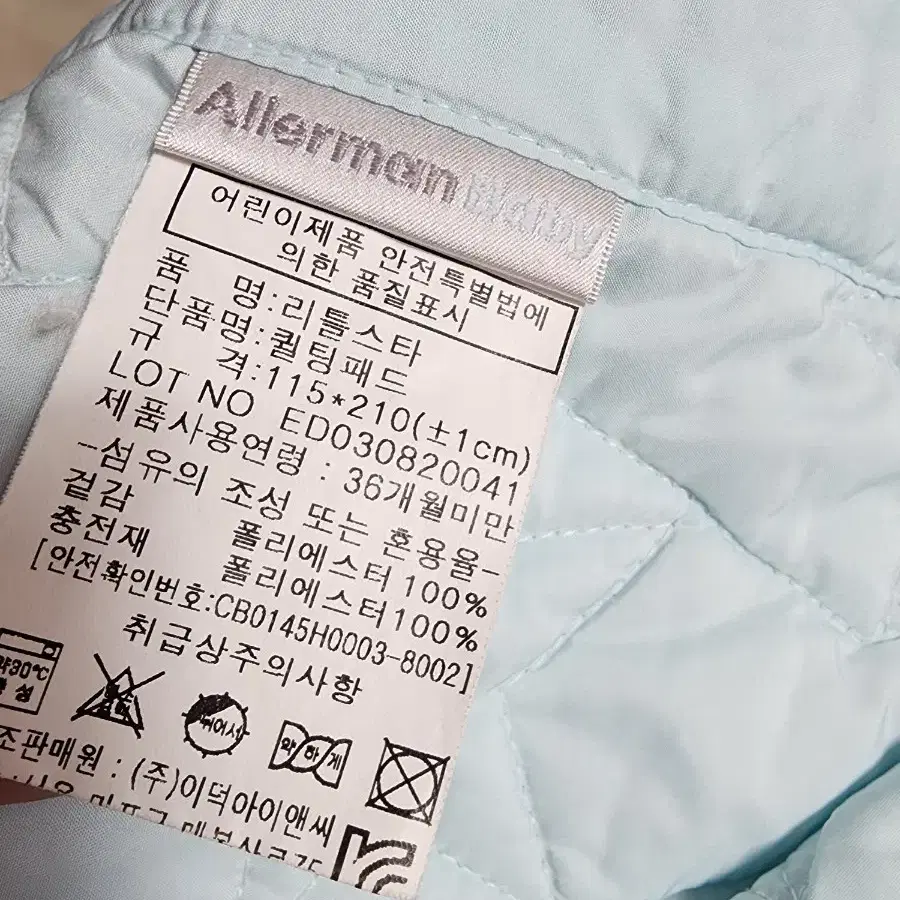 Allerman Baby
어린이제품 안전특별법에
의한 품질표시
품 명:리틀스타
단품명:퀼팅패드
규 격:115*210(±1cm)
LOT NO ED030820041
제품사용연령 : 36개월미만
-섬유의 조성 또는 혼용율-
겉감 폴리에스터 100%
충전재 폴리에스터100%
[안전확인번호:CB0145H0003-8002]
취급상주의사항
약30℃
중성
뉘어서
약하게
조판매원 : (주)이덕아이앤씨